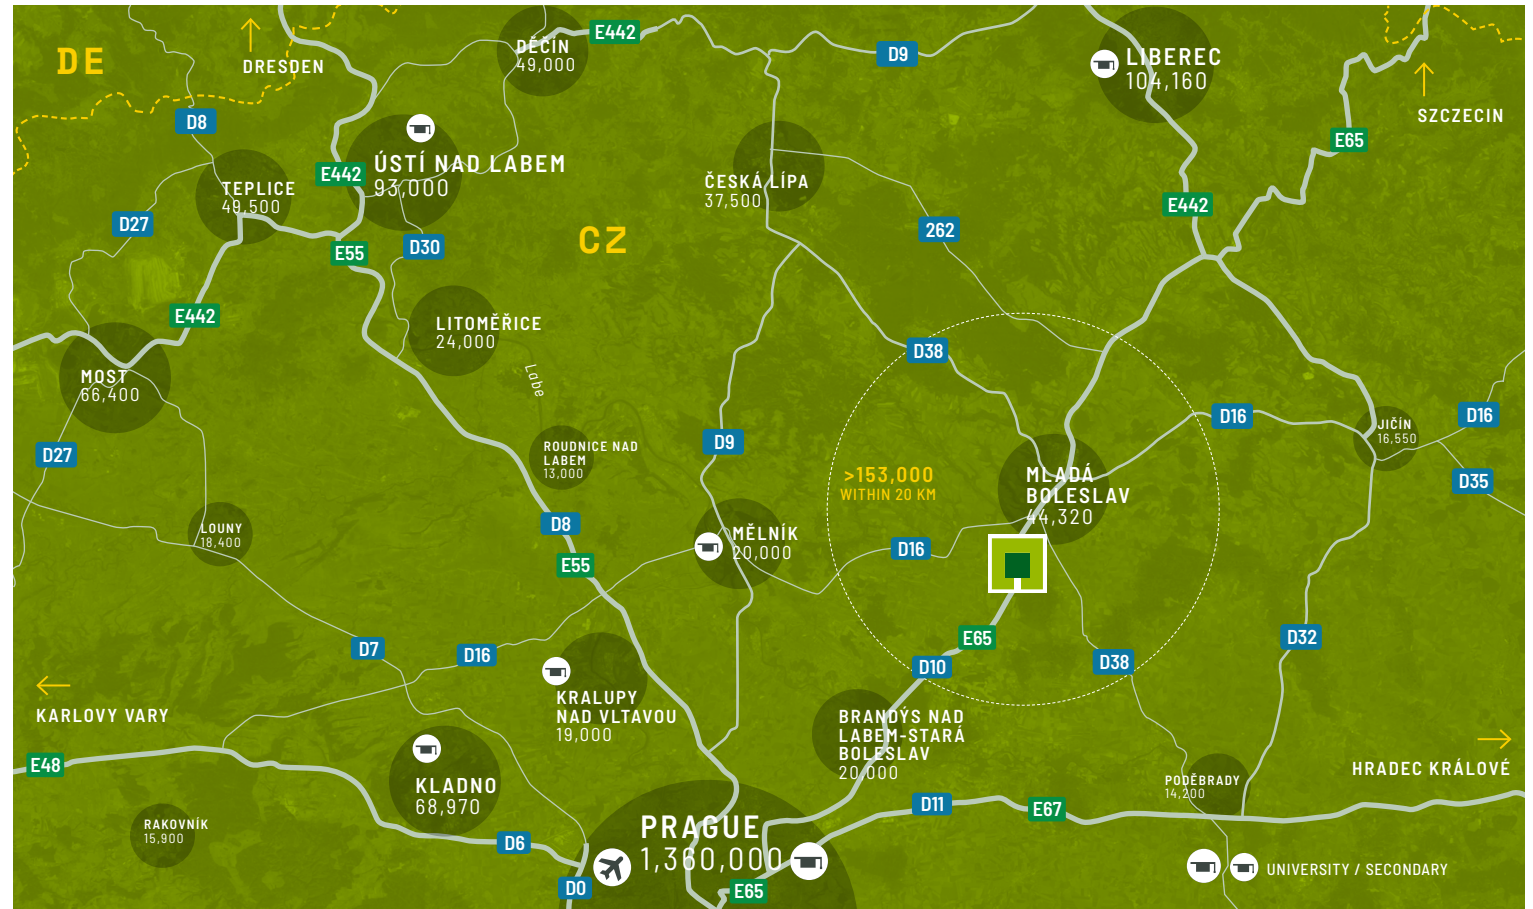 DE
DRESDEN
DĚČÍN
49,000
E442
D9
LIBEREC
104,160
SZCZECIN
E65
D8
E442
ÚSTÍ NAD LABEM
93,000
TEPLICE
49,500
ČESKÁ LÍPA
37,500
E442
D27
E55
D30
CZ
262
E442
LITOMĚŘICE
24,000
D38
MOST
66,400
Labe
D16
D16
JIČÍN
16,550
D27
ROUDNICE NAD
LABEM
13,000
D9
>153,000
WITHIN 20 KM
MLADÁ
BOLESLAV
44,320
D35
LOUNY
18,400
D8
MĚLNÍK
20,000
D16
E55
D7
D16
E65
D10
D38
D32
KARLOVY VARY
KRALUPY
NAD VLTAVOU
19,000
BRANDÝS NAD
LABEM-STARÁ
BOLESLAV
20,000
E48
HRADEC KRÁLOVÉ
KLADNO
68,970
PODĚBRADY
14,200
RAKOVNÍK
15,900
D6
PRAGUE
1,360,000
D11
E67
D0
E65
UNIVERSITY / SECONDARY